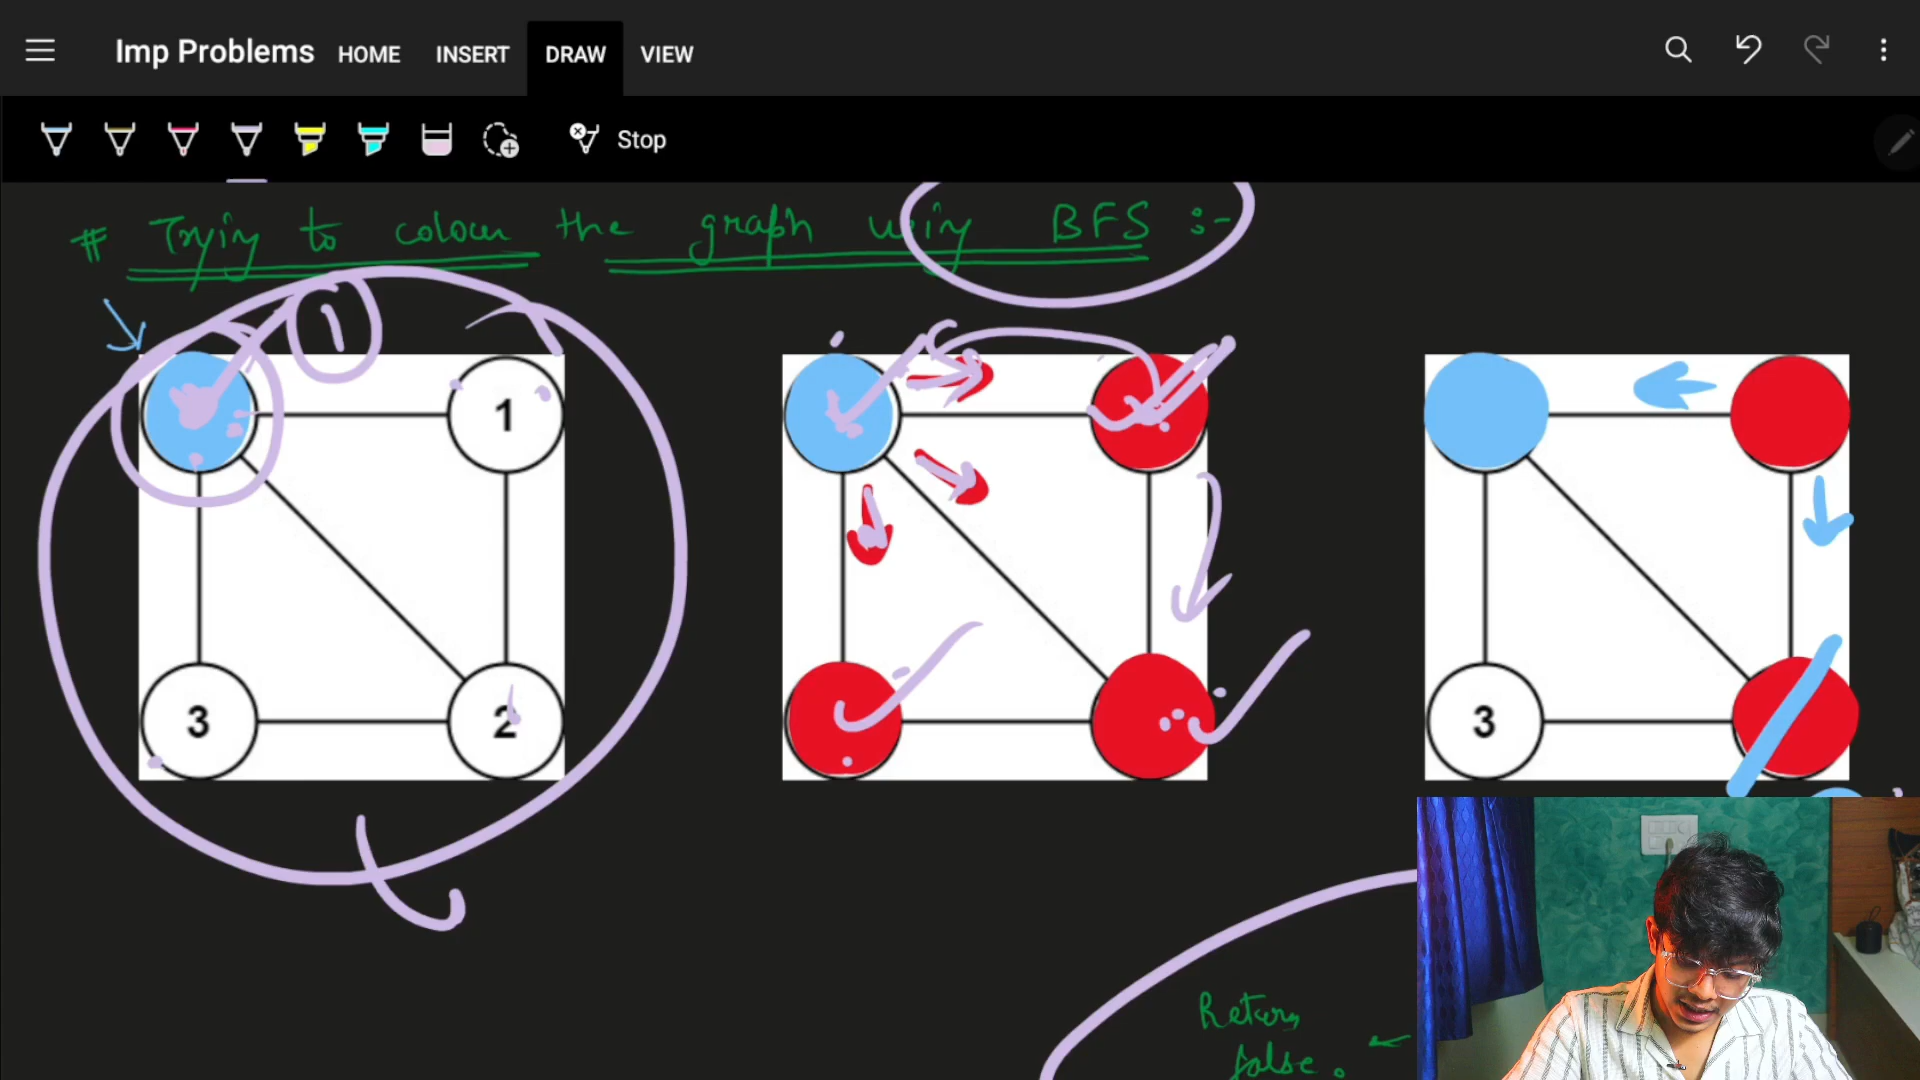 Imp Problems HOME INSERT DRAW VIEW
Stop
# Trying to colour the graph using BFS :-
1
1
3
2
3
Return
false.